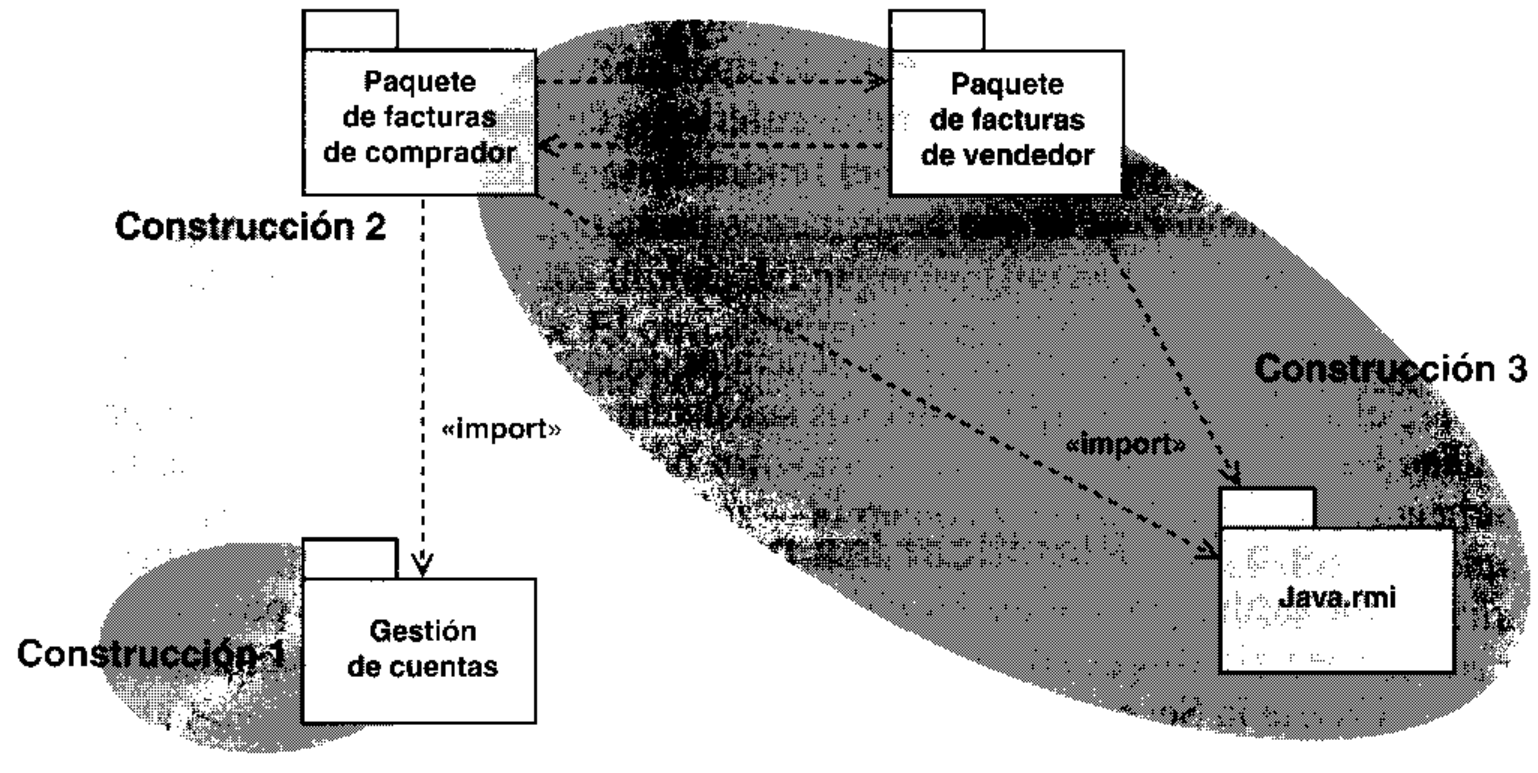 Paquete
de facturas
de comprador
Paquete
de facturas
de vendedor
Construcción 2
Construcción 3
«import»
«import»
Java.rmi
Construcción 1
Gestión
de cuentas